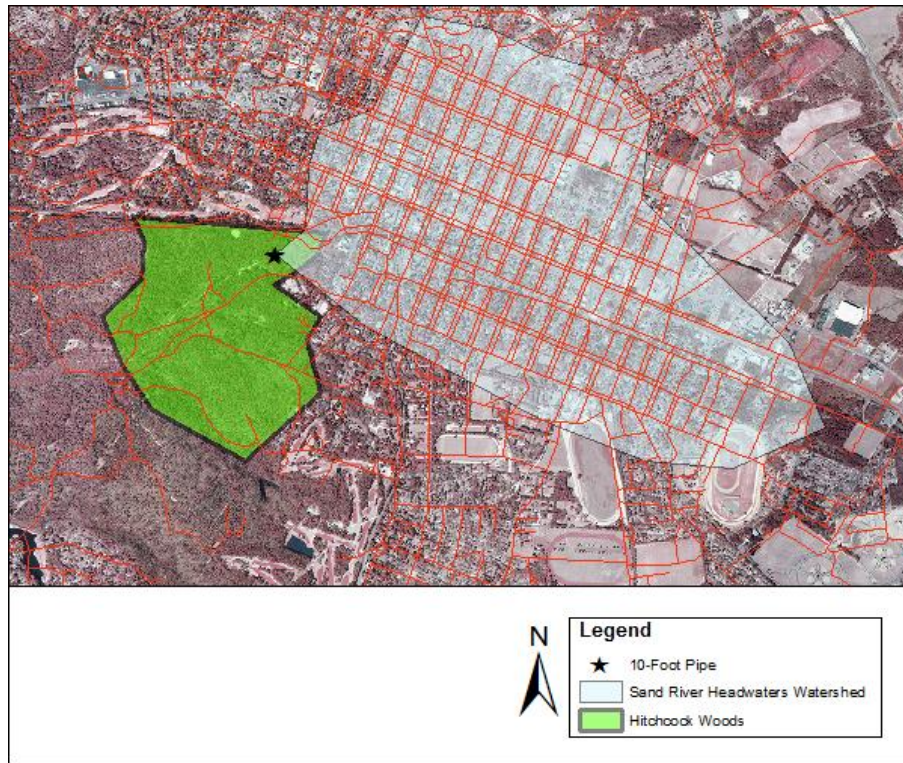 N
Legend
10-Foot Pipe
Sand River Headwaters Watershed
Hitchcock Woods